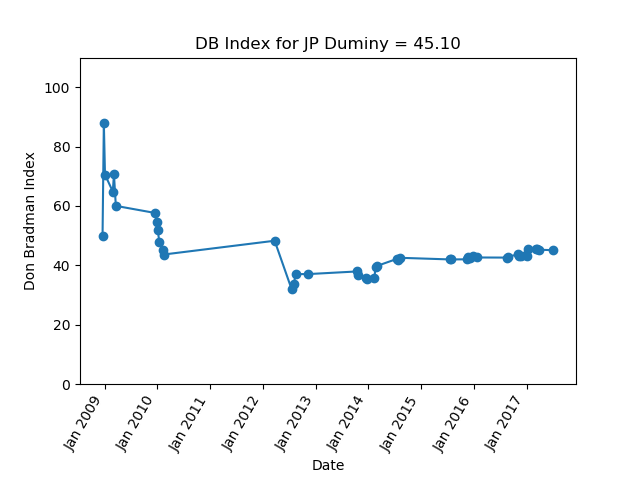 DB Index for JP Duminy = 45.10
Don Bradman Index
100
80
60
40
20
0
Jan 2009
Jan 2010
Jan 2011
Jan 2012
Jan 2013
Jan 2014
Jan 2015
Jan 2016
Jan 2017
Date